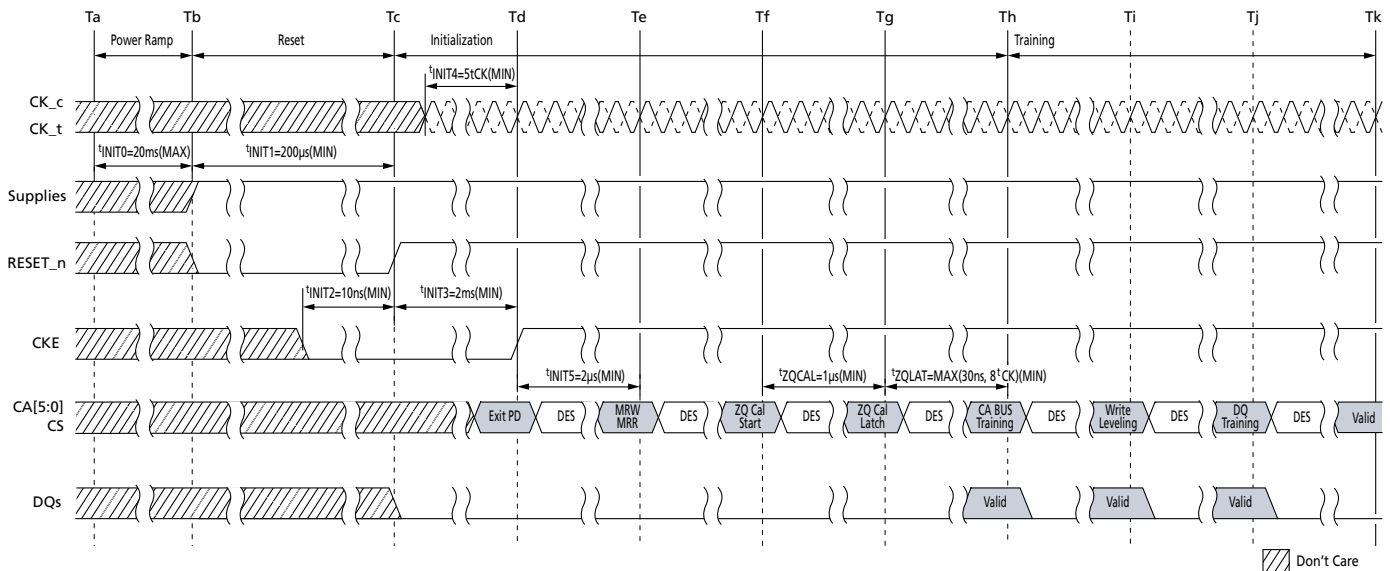 Ta Tb Tc Td Te Tf Tg Th Ti Tj Tk
Power Ramp Reset Initialization Training
tINIT4=5tCK(MIN)
CK_c
CK_t
tINIT0=20ms(MAX) tINIT1=200μs(MIN)
Supplies
RESET_n
tINIT2=10ns(MIN) tINIT3=2ms(MIN)
CKE
tINIT5=2μs(MIN) tZQCAL=1μs(MIN) tZQLAT=MAX(30ns, 8tCK)(MIN)
CA[5:0]
CS
Exit PD DES
MRW
MRR
DES
ZQ Cal
Start
DES
ZQ Cal
Latch
DES
CA BUS
Training
DES
Write
Leveling
DES
DQ
Training
DES
Valid
DQs Valid Valid Valid
Don't Care